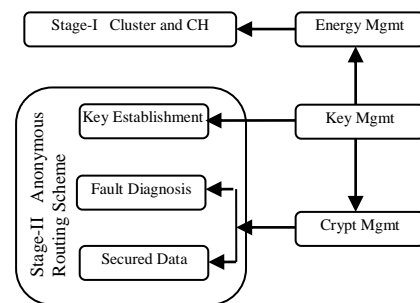 Stage-I Cluster and CH
Energy Mgmt
Stage-II Anonymous
Routing Scheme
Key Establishment
Key Mgmt
Fault Diagnosis
Crypt Mgmt
Secured Data